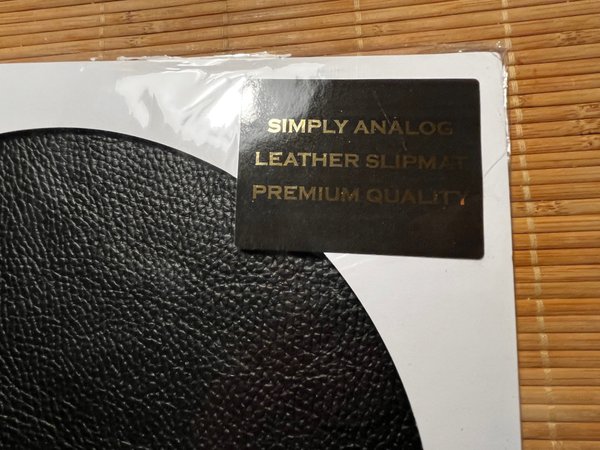 SIMPLY ANALOG
LEATHER SLIPMAT
PREMIUM QUALITY